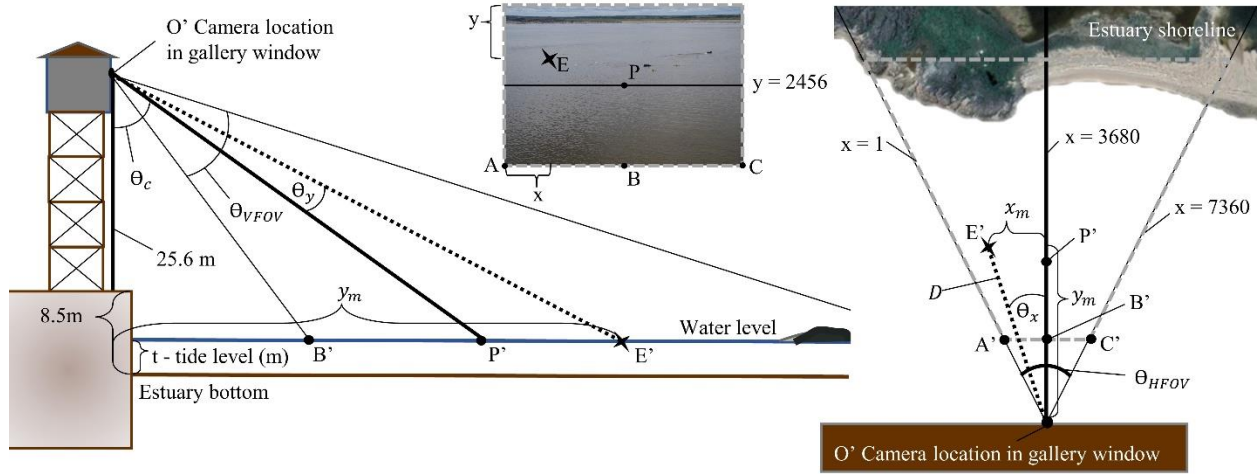 O' Camera location
in gallery window
Θc
ΘVFOV
Θy
25.6 m
8.5m
ym
t - tide level (m)
Estuary bottom
B'
P'
E'
Water level
y
E
P
y = 2456
A
B
C
x
Estuary shoreline
x = 1
x = 3680
x = 7360
xm
E'
P'
D
Θx
ym
B'
A'
C'
ΘHFOV
O' Camera location in gallery window